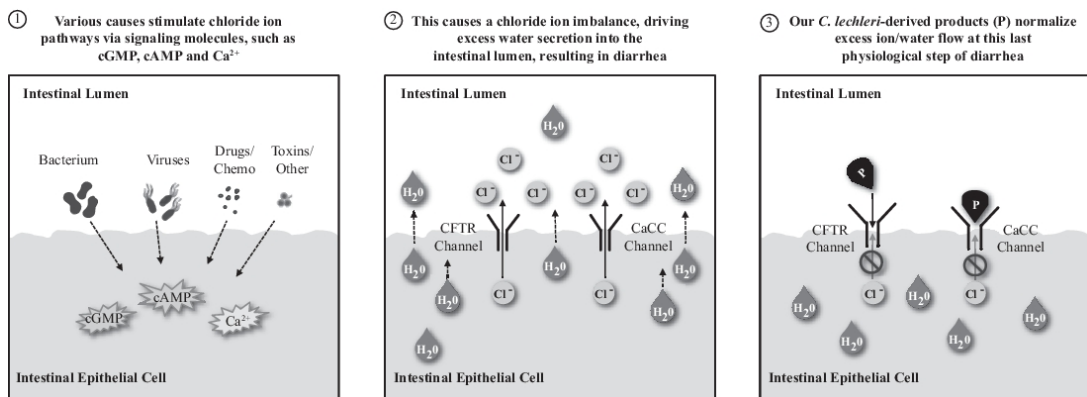 1
Various causes stimulate chloride ion
pathways via signaling molecules, such as
cGMP, cAMP and Ca²⁺
Intestinal Lumen
Bacterium
Viruses
Drugs/
Chemo
Toxins/
Other
cGMP
cAMP
Ca²⁺
Intestinal Epithelial Cell
2
This causes a chloride ion imbalance, driving
excess water secretion into the
intestinal lumen, resulting in diarrhea
Intestinal Lumen
H₂0
Cl⁻
Cl⁻
H₂0
Cl⁻
Cl⁻
Cl⁻
Cl⁻
H₂0
CFTR
Channel
CaCC
Channel
H₂0
H₂0
H₂0
H₂0
Cl⁻
Cl⁻
H₂0
H₂0
Intestinal Epithelial Cell
3
Our C. lechleri-derived products (P) normalize
excess ion/water flow at this last
physiological step of diarrhea
Intestinal Lumen
P
P
CFTR
Channel
CaCC
Channel
Cl⁻
Cl⁻
H₂0
H₂0
H₂0
H₂0
H₂0
Intestinal Epithelial Cell